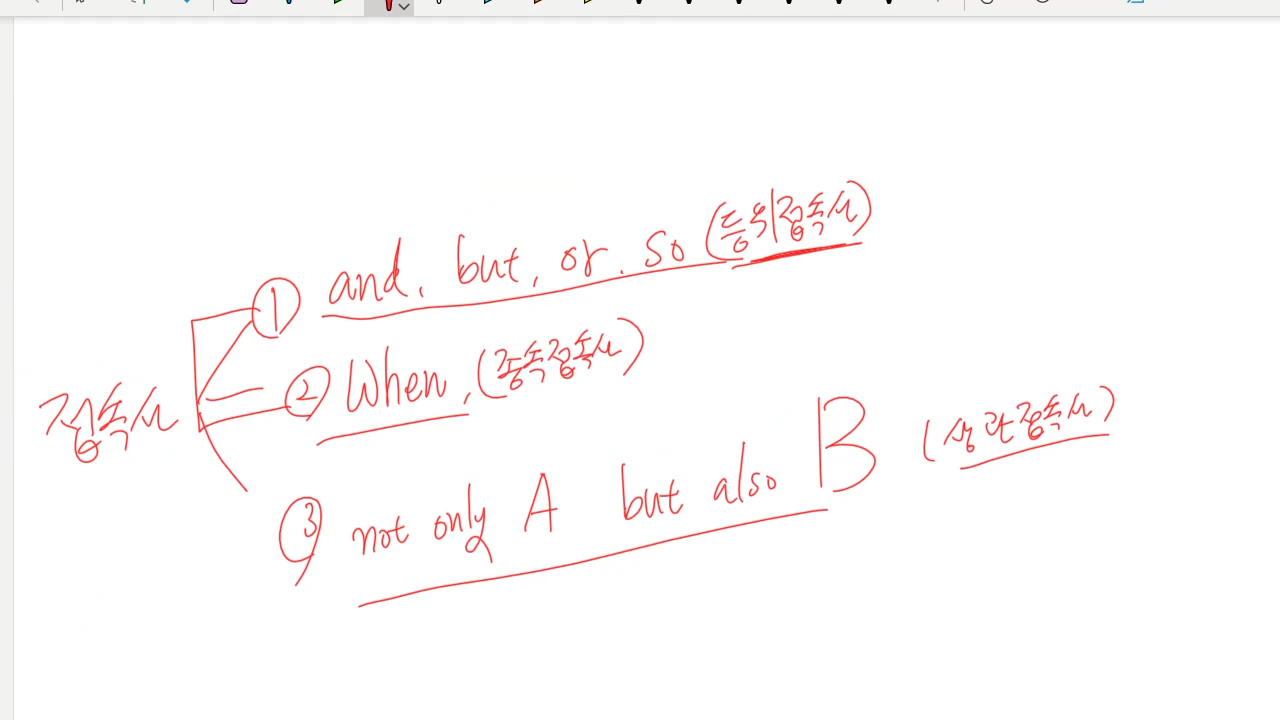 ① and, but, or, so (등위접속사)
접속사 ② When, (종속접속사)
③ not only A but also B (상관접속사)